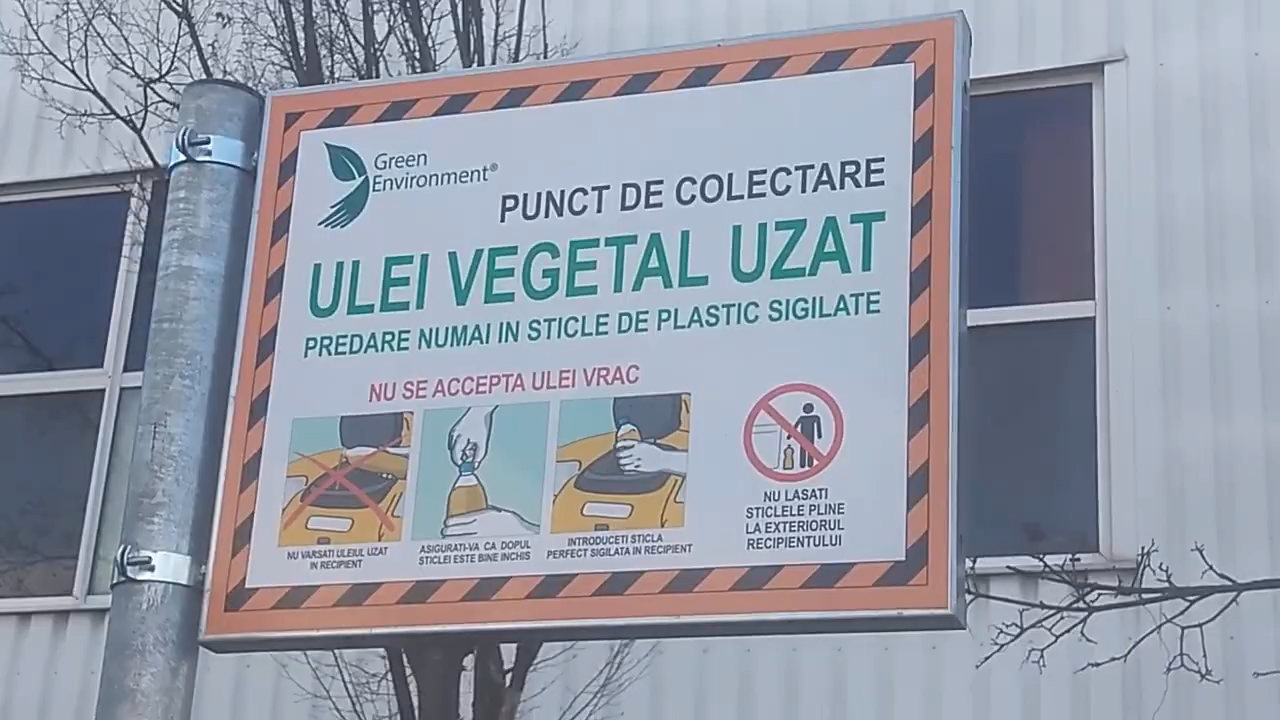 Green
Environment®
PUNCT DE COLECTARE
ULEI VEGETAL UZAT
PREDARE NUMAI IN STICLE DE PLASTIC SIGILATE
NU SE ACCEPTA ULEI VRAC
NU VARSATI ULEIUL UZAT
IN RECIPIENT
ASIGURATI-VA CA DOPUL
STICLEI ESTE BINE INCHIS
INTRODUCETI STICLA
PERFECT SIGILATA IN RECIPIENT
NU LASATI
STICLELE PLINE
LA EXTERIORUL
RECIPIENTULUI